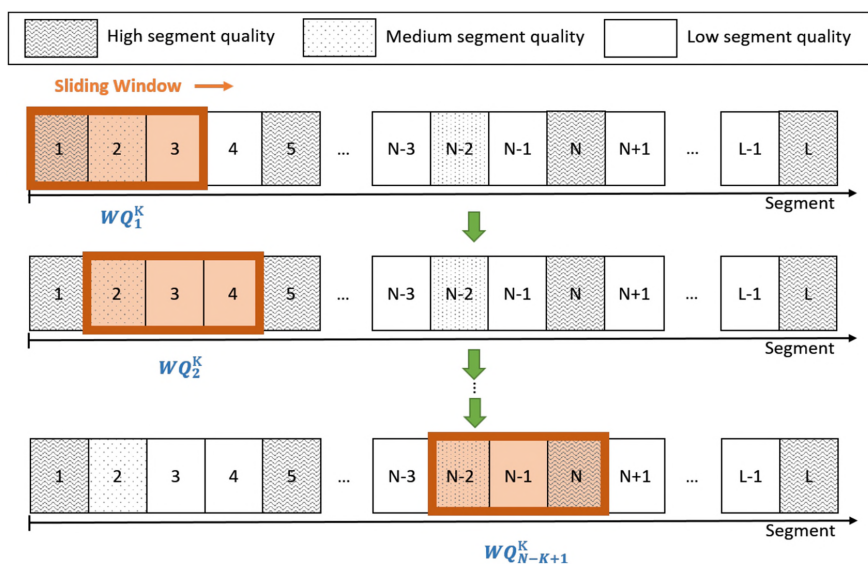 High segment quality Medium segment quality Low segment quality
Sliding Window
1 2 3 4 5 ... N-3 N-2 N-1 N N+1 ... L-1 L
Segment
WQ₁ᴷ
1 2 3 4 5 ... N-3 N-2 N-1 N N+1 ... L-1 L
Segment
WQ₂ᴷ
1 2 3 4 5 ... N-3 N-2 N-1 N N+1 ... L-1 L
Segment
WQ^K_{N-K+1}